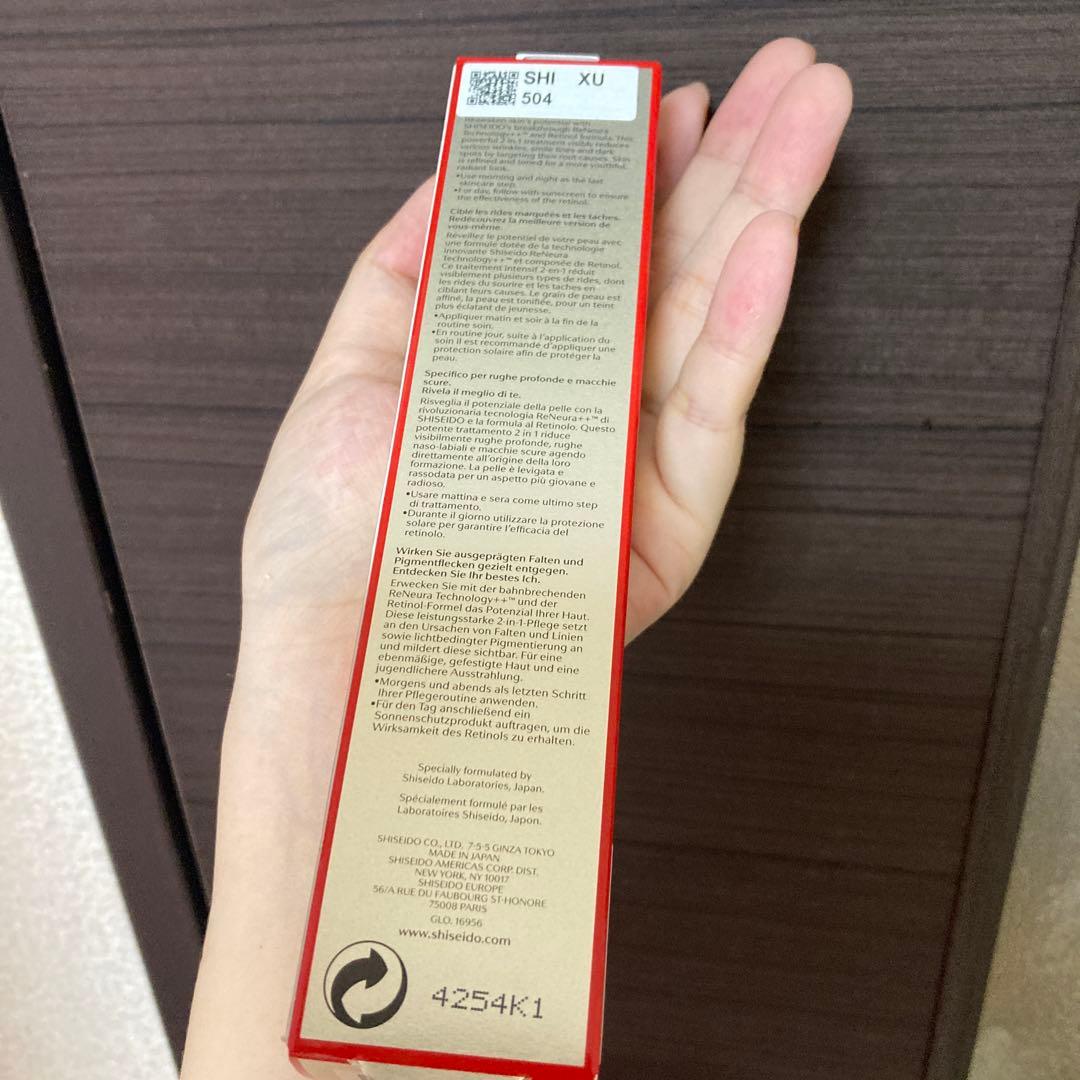 SHI XU
504
Reawaken skin's potential with
SHISEIDO's breakthrough ReNeura
Technology++™ and Retinol formula. This
powerful 2 in 1 treatment visibly reduces
various wrinkles, smile lines and dark
spots by targeting their root causes. Skin
is refined and toned for a more youthful,
radiant look.
•Use morning and night as the last
skincare step.
•For day, follow with sunscreen to ensure
the effectiveness of the retinol.
Cible les rides marquées et les taches.
Redécouvrez la meilleure version de
vous-même.
Réveillez le potentiel de votre peau avec
une formule dotée de la technologie
innovante Shiseido ReNeura
Technology++™ et composée de Retinol.
Ce traitement intensif 2-en-1 réduit
visiblement plusieurs types de rides, dont
les rides du sourire et les taches en
ciblant leurs causes. Le grain de peau est
affiné, la peau est tonifiée, pour un teint
plus éclatant de jeunesse.
•Appliquer matin et soir à la fin de la
routine soin.
•En routine jour, suite à l'application du
soin il est recommandé d'appliquer une
protection solaire afin de protéger la
peau.
Specifico per rughe profonde e macchie
scure.
Rivela il meglio di te.
Risveglia il potenziale della pelle con la
rivoluzionaria tecnologia ReNeura++™ di
SHISEIDO e la formula al Retinolo. Questo
potente trattamento 2 in 1 riduce
visibilmente rughe profonde, rughe
naso-labiali e macchie scure agendo
direttamente all'origine della loro
formazione. La pelle è levigata e
rassodata per un aspetto più giovane e
radioso.
•Usare mattina e sera come ultimo step
di trattamento.
•Durante il giorno utilizzare la protezione
solare per garantire l'efficacia del
retinolo.
Wirken Sie ausgeprägten Falten und
Pigmentflecken gezielt entgegen.
Entdecken Sie Ihr bestes Ich.
Erwecken Sie mit der bahnbrechenden
ReNeura Technology++™ und der
Retinol-Formel das Potenzial Ihrer Haut.
Diese leistungsstarke 2-in-1-Pflege setzt
an den Ursachen von Falten und Linien
sowie lichtbedingter Pigmentierung an
und mildert diese sichtbar. Für eine
ebenmäßige, gefestigte Haut und eine
jugendlichere Ausstrahlung.
•Morgens und abends als letzten Schritt
Ihrer Pflegeroutine anwenden.
•Für den Tag anschließend ein
Sonnenschutzprodukt auftragen, um die
Wirksamkeit des Retinols zu erhalten.
Specially formulated by
Shiseido Laboratories, Japan.
Spécialement formulé par les
Laboratoires Shiseido, Japon.
SHISEIDO CO., LTD. 7-5-5 GINZA TOKYO
MADE IN JAPAN
SHISEIDO AMERICAS CORP. DIST.
NEW YORK, NY 10017
SHISEIDO EUROPE
56/A RUE DU FAUBOURG ST-HONORE
75008 PARIS
GLO. 16956
www.shiseido.com
4254K1